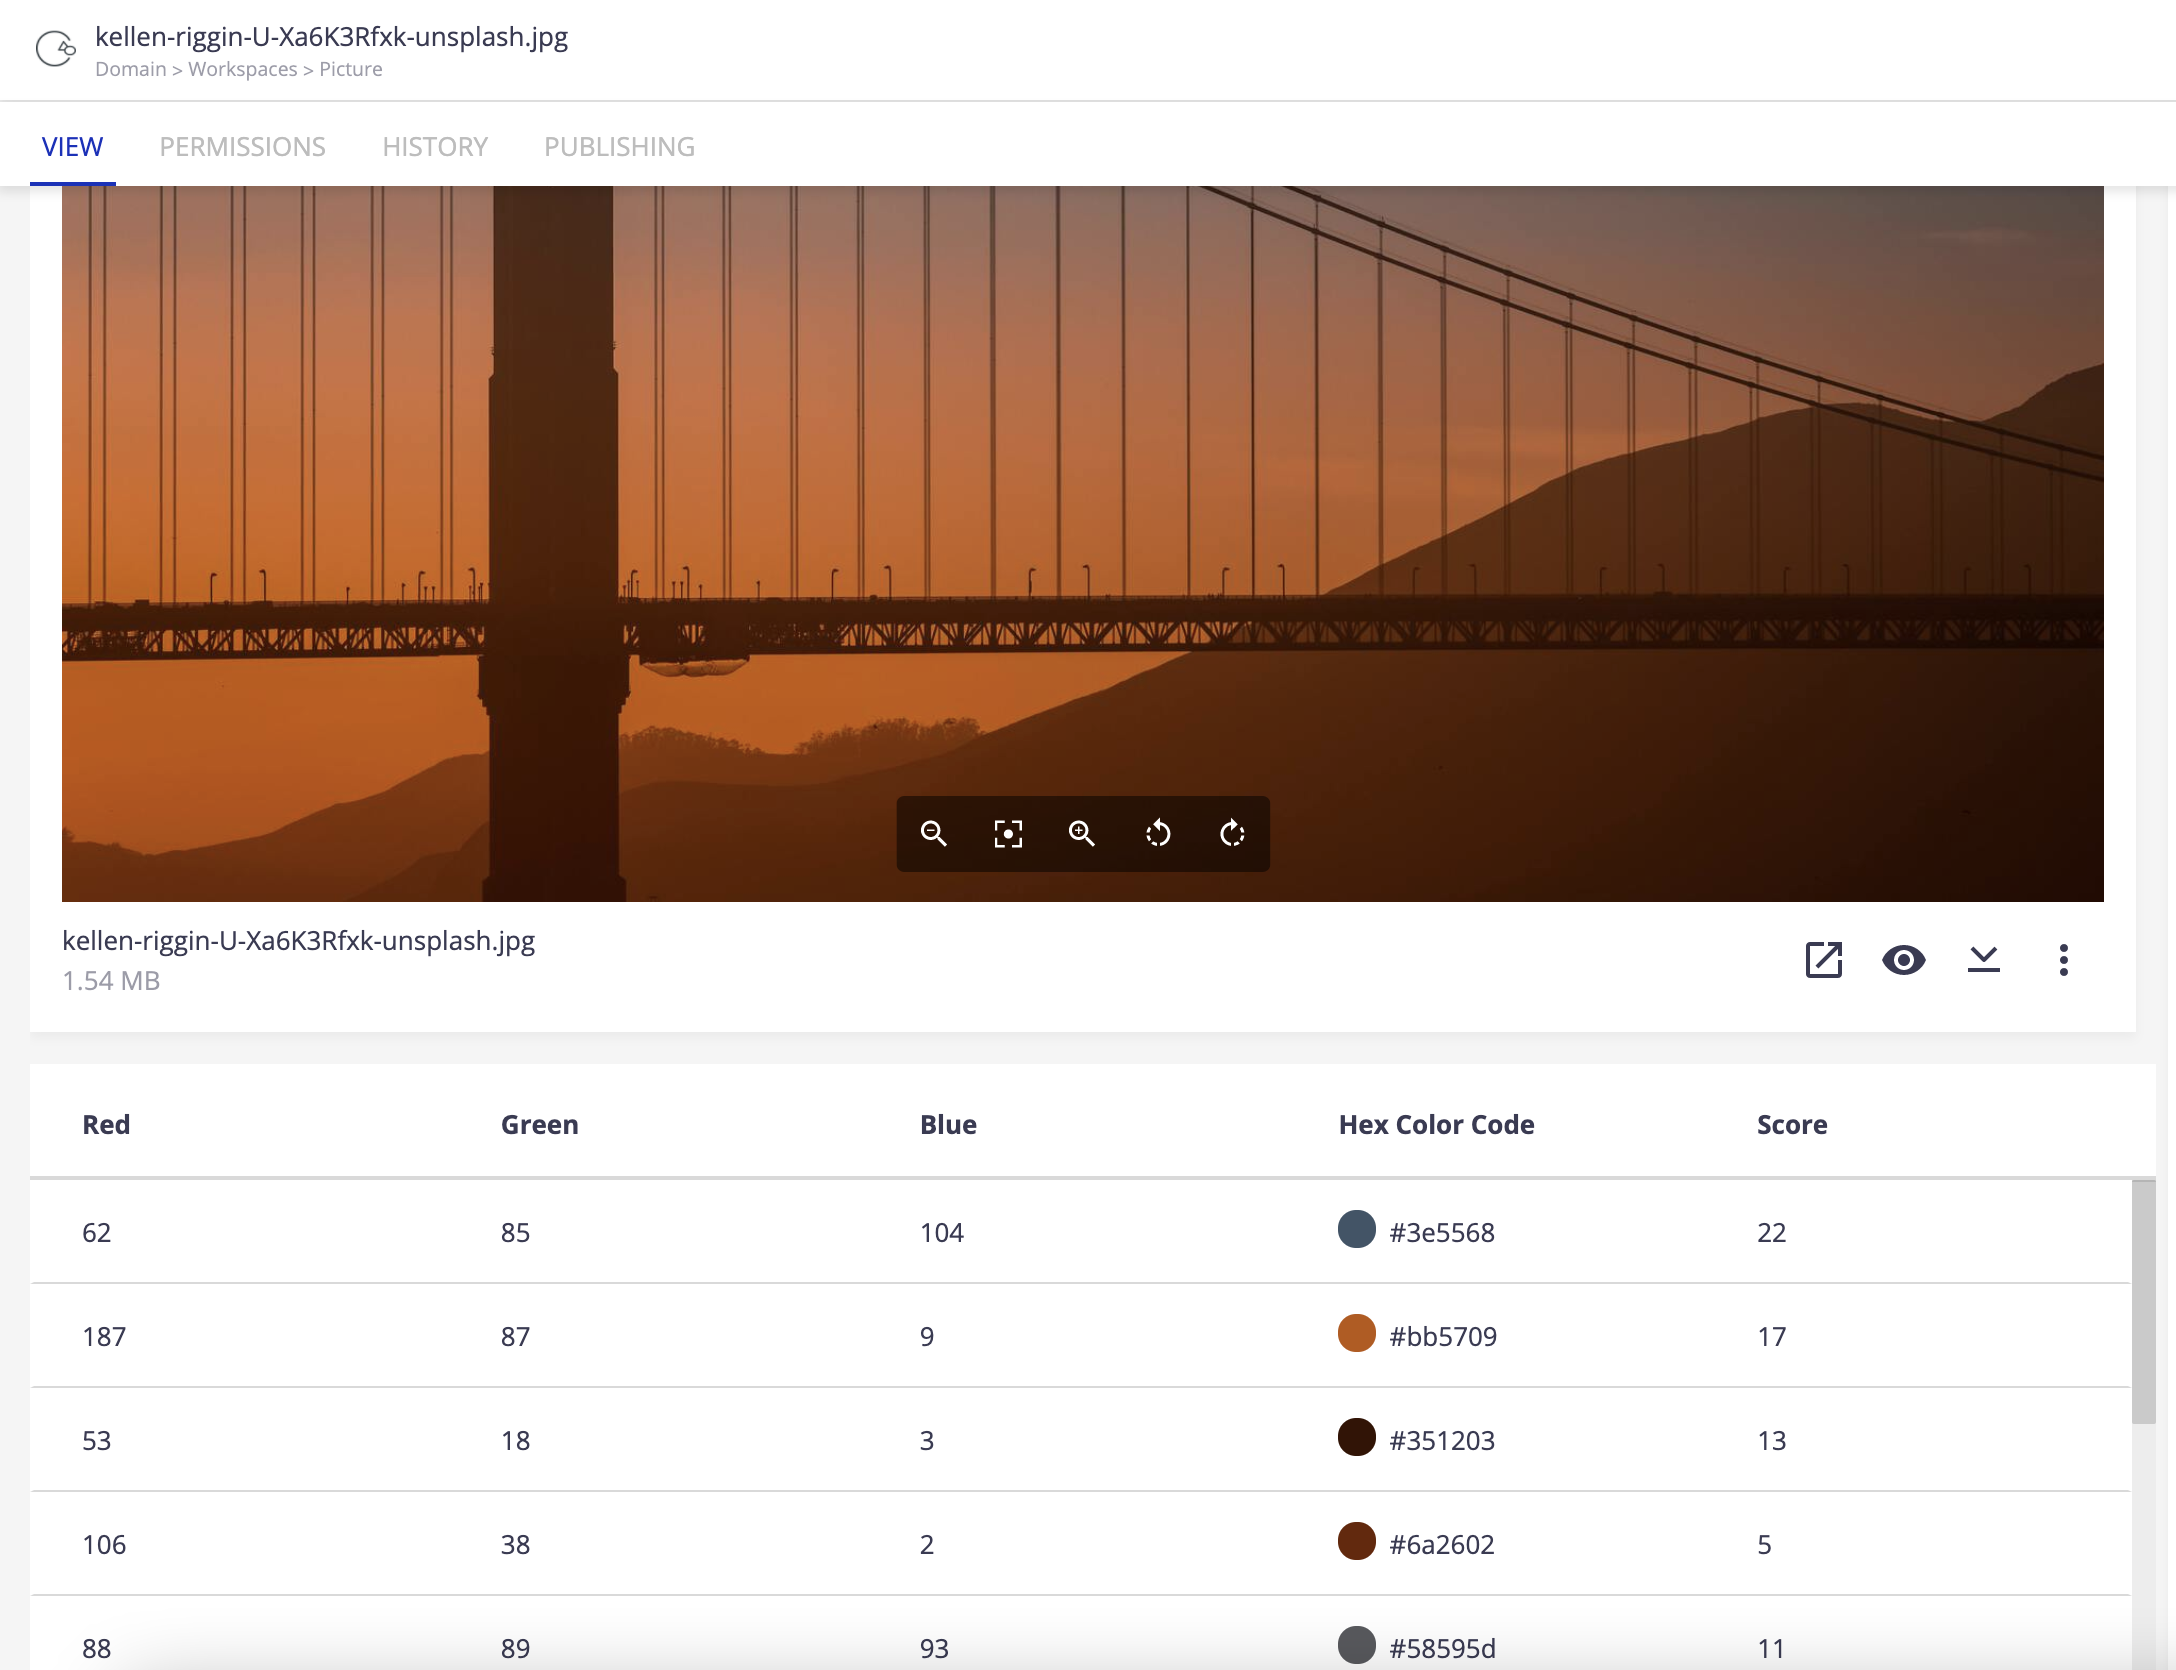 kellen-riggin-U-Xa6K3Rfxk-unsplash.jpg
Domain > Workspaces > Picture
VIEW PERMISSIONS HISTORY PUBLISHING
kellen-riggin-U-Xa6K3Rfxk-unsplash.jpg
1.54 MB
Red Green Blue Hex Color Code Score
62 85 104 #3e5568 22
187 87 9 #bb5709 17
53 18 3 #351203 13
106 38 2 #6a2602 5
88 89 93 #58595d 11